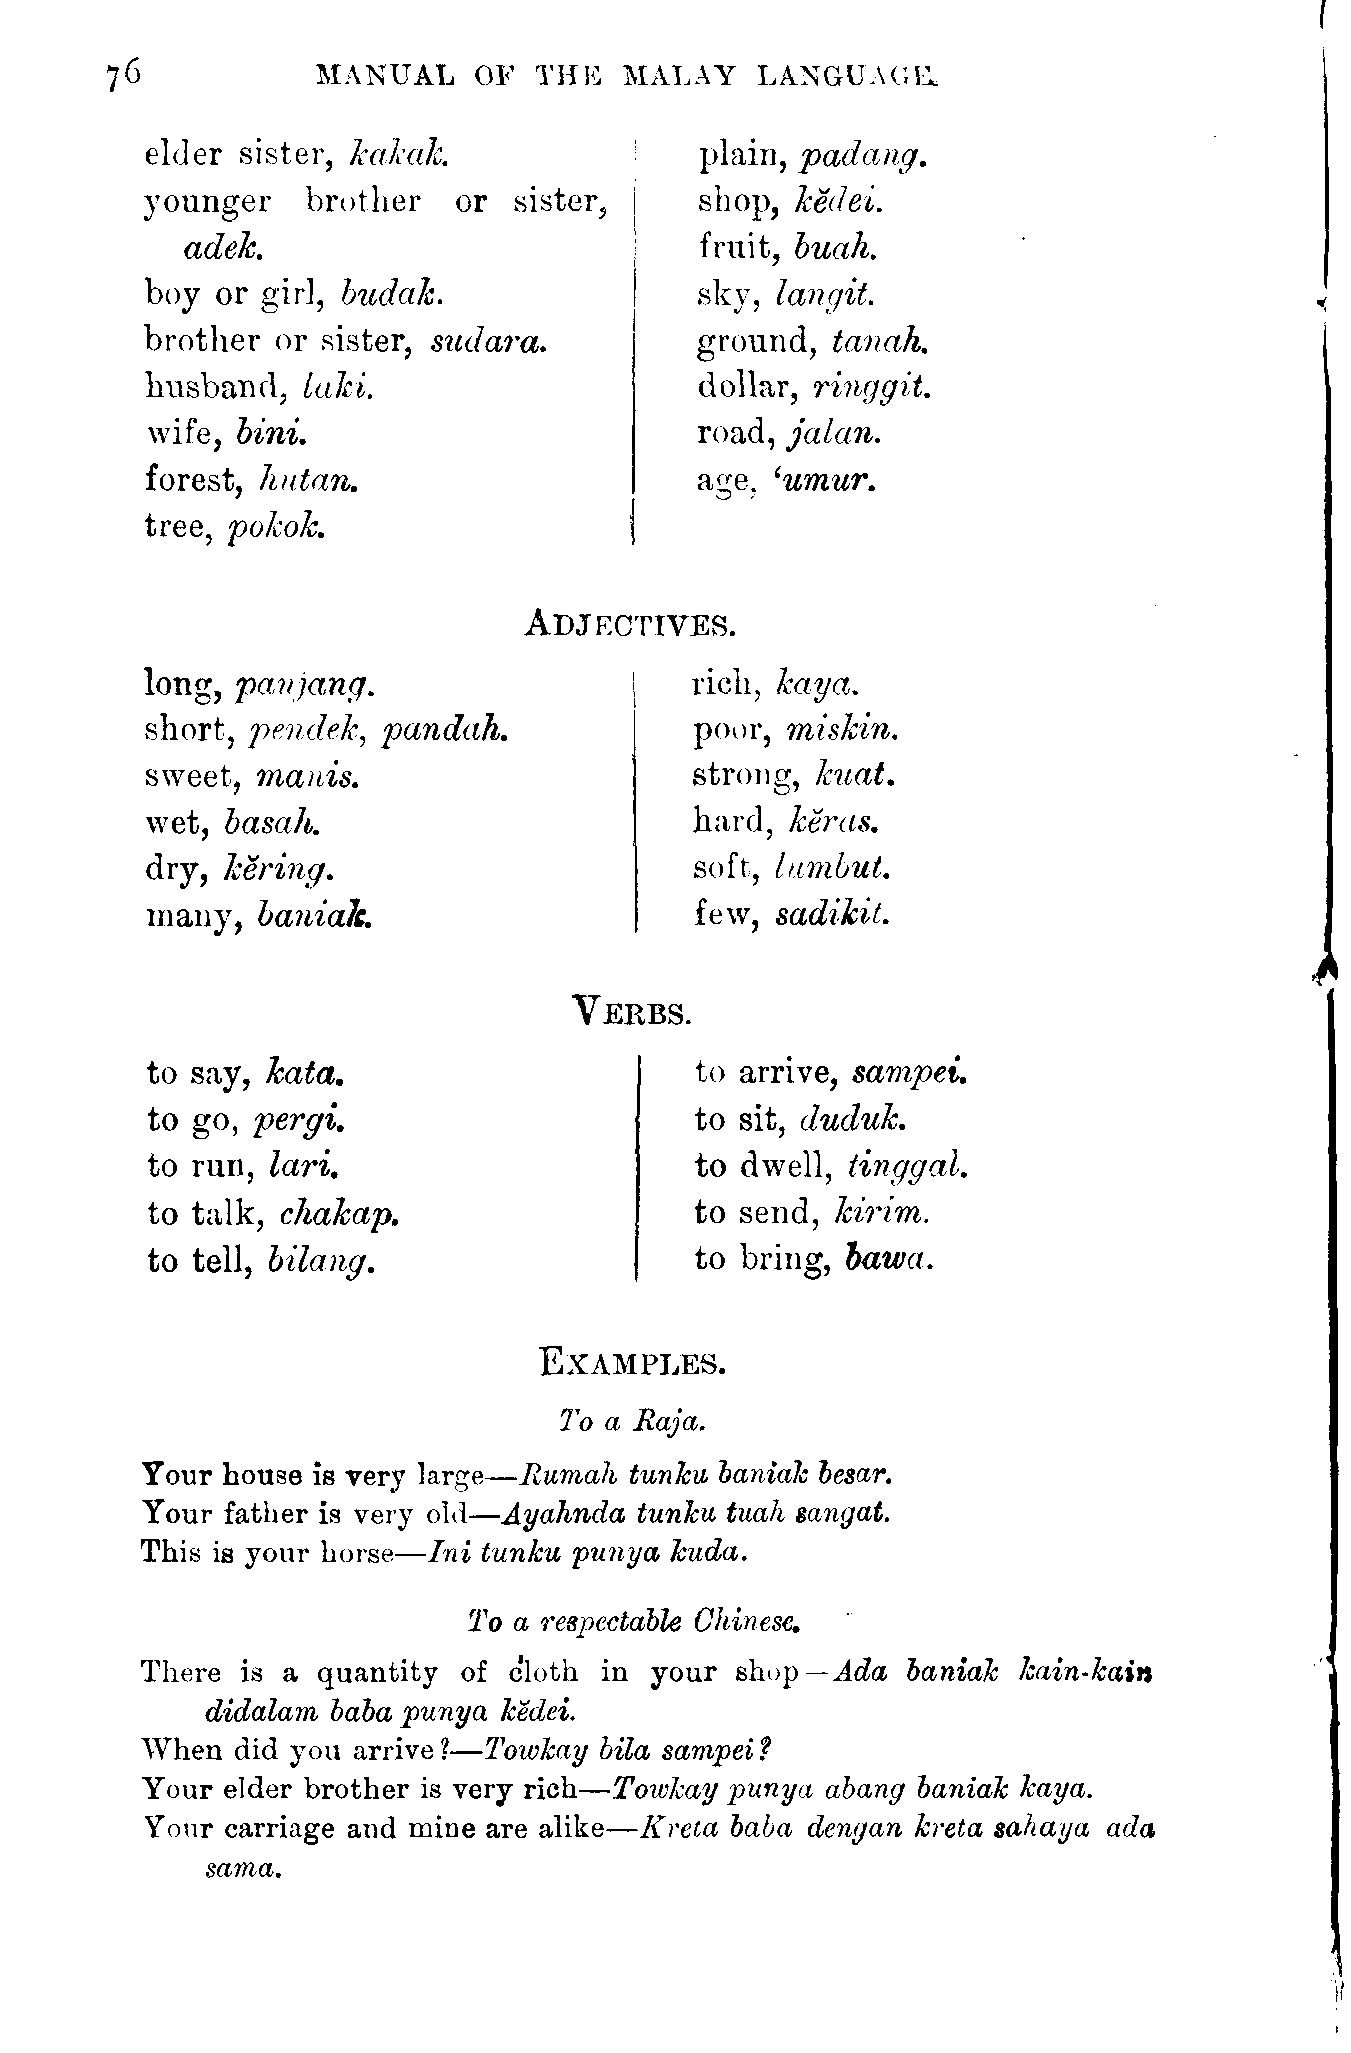 76 MANUAL OF THE MALAY LANGUAGE.
elder sister, kakak.
younger brother or sister,
adek.
boy or girl, budak.
brother or sister, sudara.
husband, laki.
wife, bini.
forest, hutan.
tree, pokok.
plain, padang.
shop, kĕdei.
fruit, buah.
sky, langit.
ground, tanah.
dollar, ringgit.
road, jalan.
age, ‘umur.
ADJECTIVES.
long, panjang.
short, pendek, pandah.
sweet, manis.
wet, basah.
dry, kĕring.
many, baniak.
rich, kaya.
poor, miskin.
strong, kuat.
hard, kĕras.
soft, lambut.
few, sadikit.
VERBS.
to say, kata.
to go, pergi.
to run, lari.
to talk, chakap.
to tell, bilang.
to arrive, sampei.
to sit, duduk.
to dwell, tinggal.
to send, kirim.
to bring, bawa.
EXAMPLES.
To a Raja.
Your house is very large—Rumah tunku baniak besar.
Your father is very old—Ayahnda tunku tuah sangat.
This is your horse—Ini tunku punya kuda.
To a respectable Chinese.
There is a quantity of cloth in your shop—Ada baniak kain-kain
didalam baba punya kĕdei.
When did you arrive?—Towkay bila sampei?
Your elder brother is very rich—Towkay punya abang baniak kaya.
Your carriage and mine are alike—Kreta baba dengan kreta sahaya ada
sama.